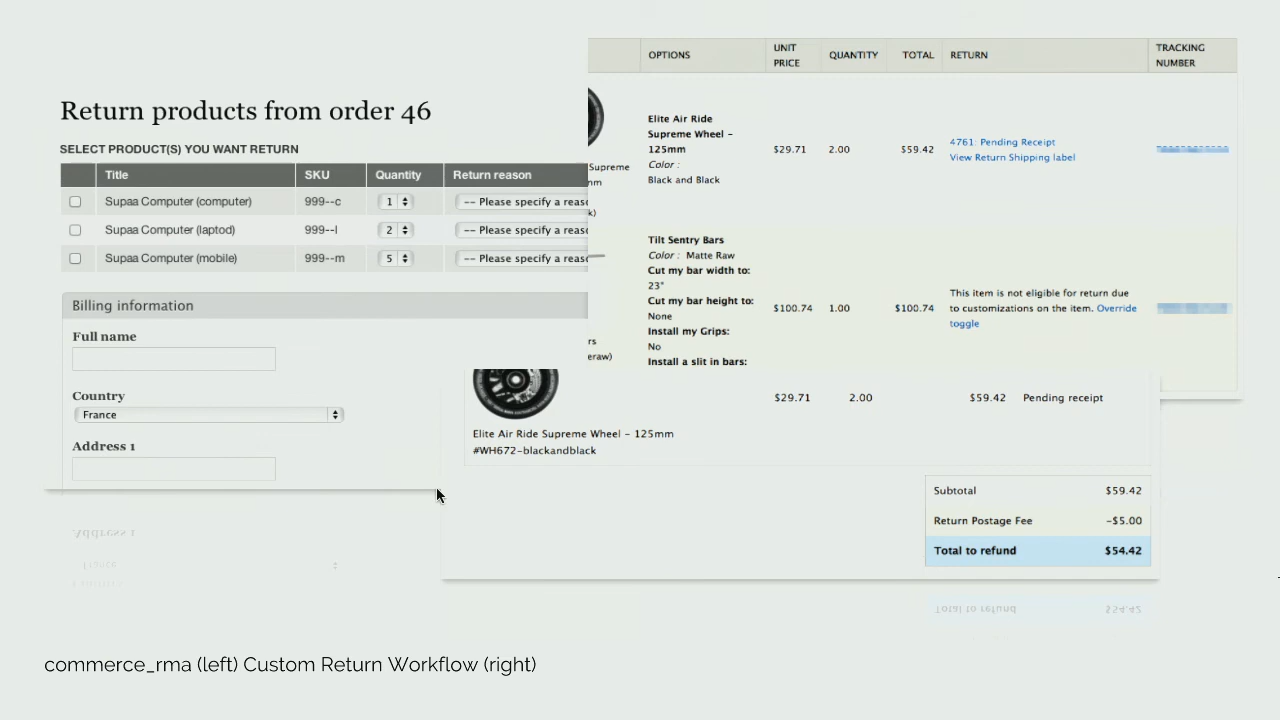 Return products from order 46
SELECT PRODUCT(S) YOU WANT RETURN
Title SKU Quantity Return reason
Supaa Computer (computer) 999--c 1 -- Please specify a reaso
Supaa Computer (laptod) 999--l 2 -- Please specify a reaso
Supaa Computer (mobile) 999--m 5 -- Please specify a reaso
Billing information
Full name
Country
France
Address 1
OPTIONS UNIT PRICE QUANTITY TOTAL RETURN TRACKING NUMBER
Elite Air Ride
Supreme Wheel –
125mm
Color :
Black and Black
$29.71 2.00 $59.42
4761: Pending Receipt
View Return Shipping label
Supreme
nm
k)
Tilt Sentry Bars
Color : Matte Raw
Cut my bar width to:
23"
Cut my bar height to:
None
Install my Grips:
No
Install a slit in bars:
$100.74 1.00 $100.74
This item is not eligible for return due
to customizations on the item. Override
toggle
rs
eraw)
$29.71 2.00 $59.42 Pending receipt
Elite Air Ride Supreme Wheel – 125mm
#WH672-blackandblack
Subtotal $59.42
Return Postage Fee -$5.00
Total to refund $54.42
commerce_rma (left) Custom Return Workflow (right)